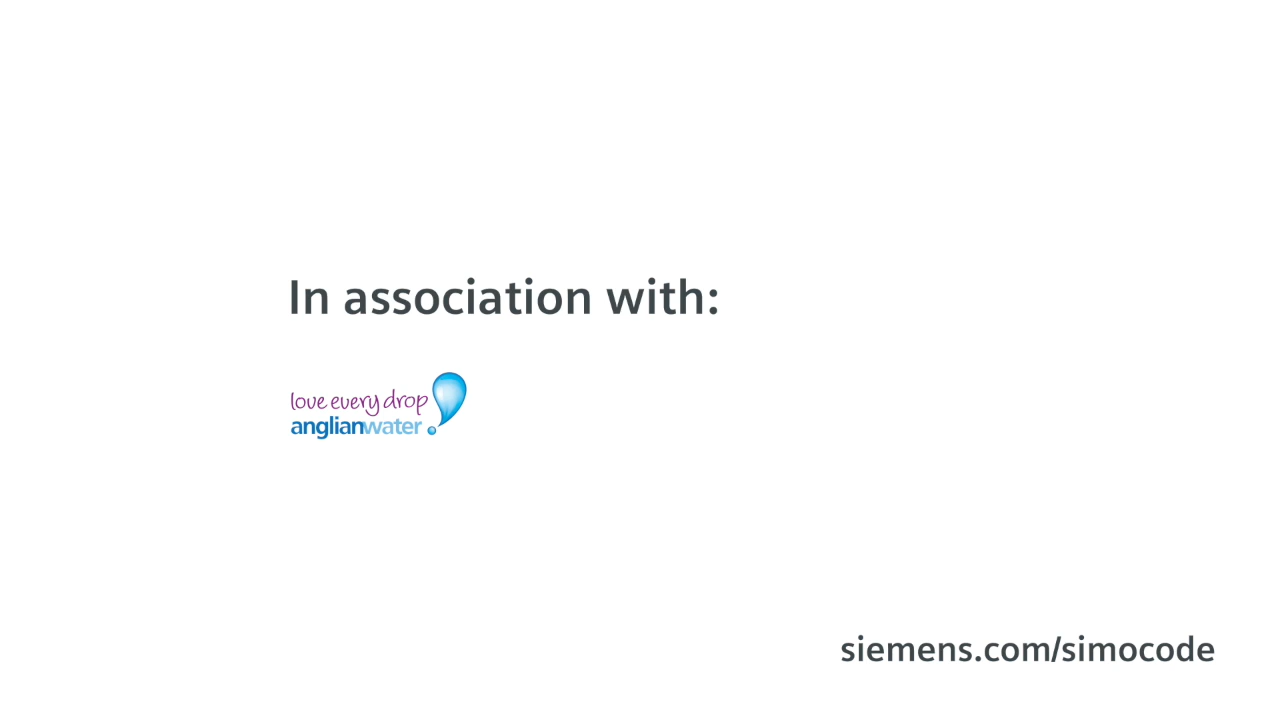 In association with:
love every drop
anglianwater
siemens.com/simocode